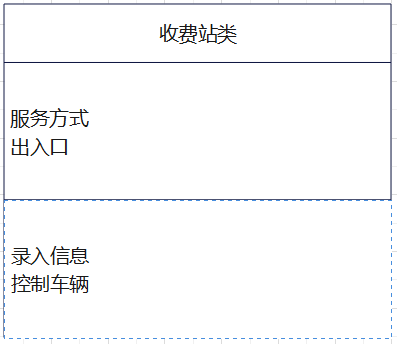 收费站类
服务方式
出入口
录入信息
控制车辆